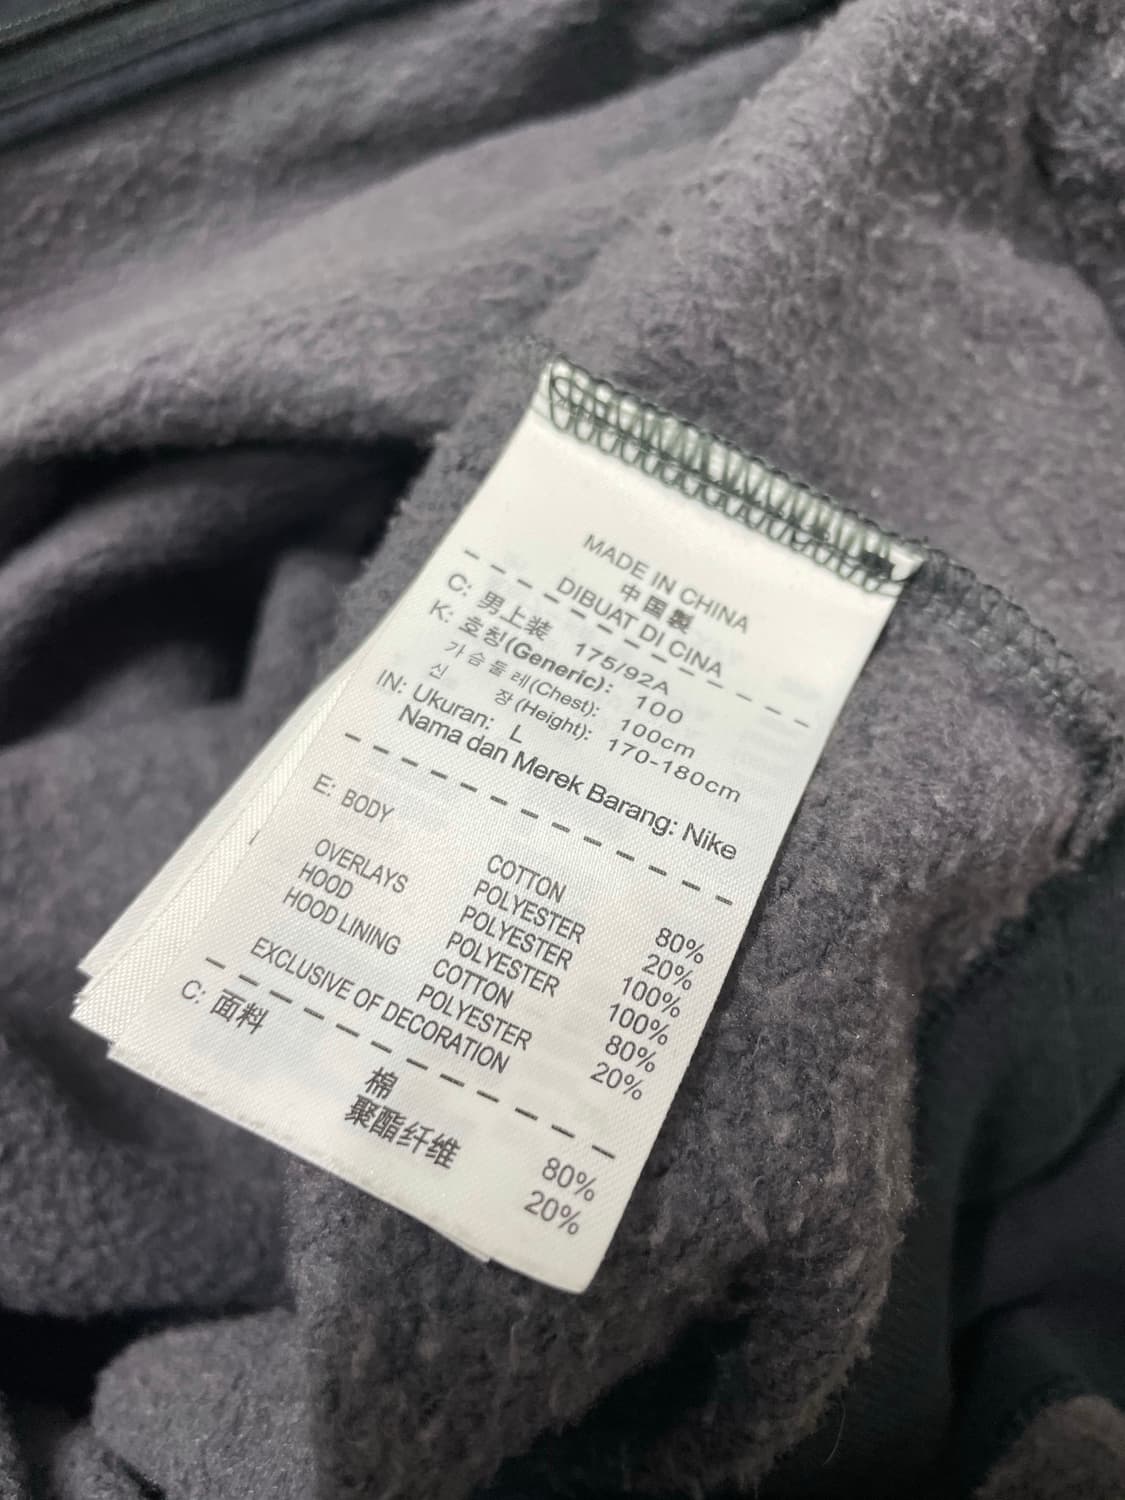 MADE IN CHINA
中国製
DIBUAT DI CINA
C: 男上装 175/92A
K: 호칭(Generic): 100
가슴둘레(Chest): 100cm
신 장(Height): 170-180cm
IN: Ukuran: L
Nama dan Merek Barang: Nike
E: BODY COTTON 80%
POLYESTER 20%
OVERLAYS POLYESTER 100%
HOOD POLYESTER 100%
HOOD LINING COTTON 80%
POLYESTER 20%
EXCLUSIVE OF DECORATION
C: 面料 棉 80%
聚酯纤维 20%